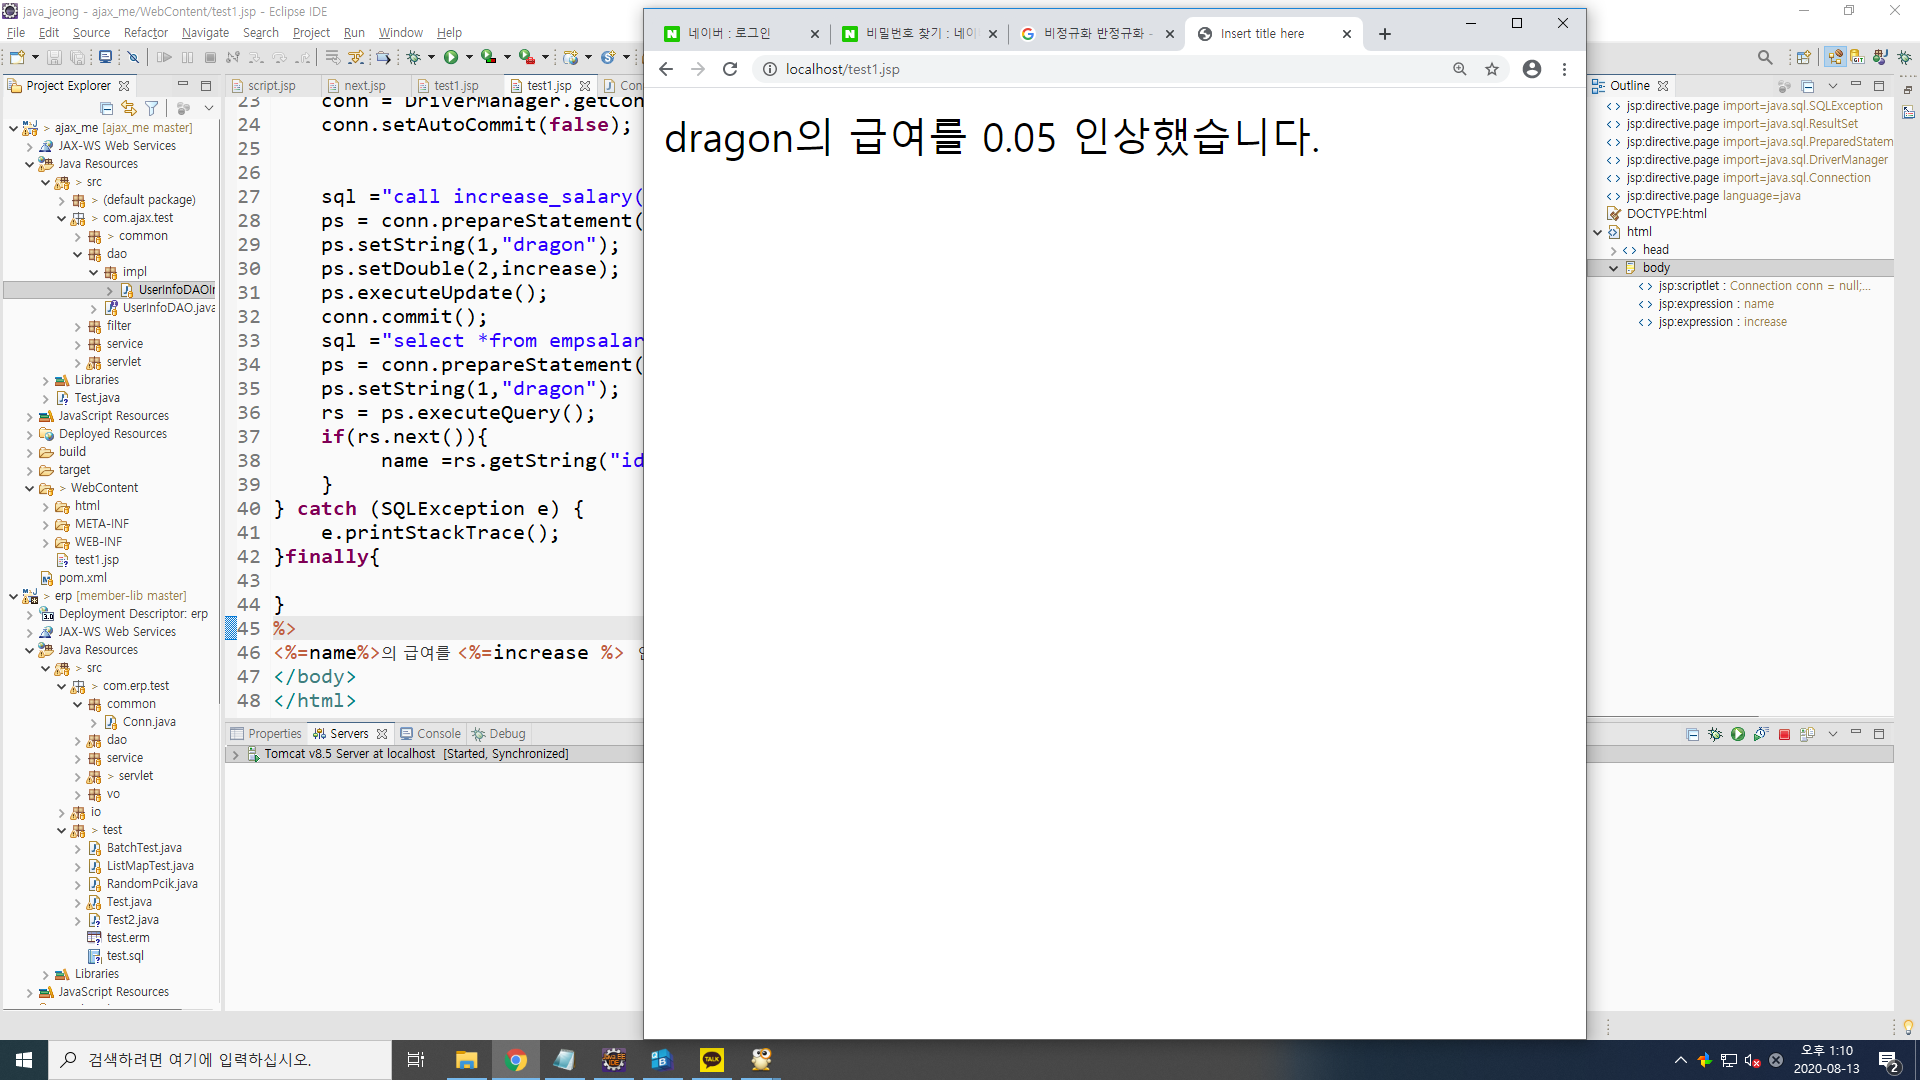 java_jeong - ajax_me/WebContent/test1.jsp - Eclipse IDE
File Edit Source Refactor Navigate Search Project Run Window Help
Project Explorer
ajax_me [ajax_me master]
JAX-WS Web Services
Java Resources
> src
> (default package)
> com.ajax.test
> common
dao
impl
UserInfoDAOI
UserInfoDAO.java
filter
service
servlet
Libraries
Test.java
JavaScript Resources
Deployed Resources
build
target
> WebContent
html
META-INF
WEB-INF
test1.jsp
pom.xml
> erp [member-lib master]
Deployment Descriptor: erp
JAX-WS Web Services
Java Resources
> src
> com.erp.test
common
Conn.java
dao
service
> servlet
vo
io
> test
BatchTest.java
ListMapTest.java
RandomPcik.java
Test.java
Test2.java
test.erm
test.sql
Libraries
JavaScript Resources
script.jsp next.jsp test1.jsp test1.jsp Con
23 conn = DriverManager.getCon
24 conn.setAutoCommit(false);
25
26
27 sql ="call increase_salary(
28 ps = conn.prepareStatement(
29 ps.setString(1,"dragon");
30 ps.setDouble(2,increase);
31 ps.executeUpdate();
32 conn.commit();
33 sql ="select *from empsalar
34 ps = conn.prepareStatement(
35 ps.setString(1,"dragon");
36 rs = ps.executeQuery();
37 if(rs.next()){
38 name =rs.getString("id
39 }
40 } catch (SQLException e) {
41 e.printStackTrace();
42 }finally{
43
44 }
45 %>
46 <%=name%>의 급여를 <%=increase %>
47 </body>
48 </html>
Properties Servers Console Debug
Tomcat v8.5 Server at localhost [Started, Synchronized]
네이버 : 로그인 비밀번호 찾기 : 네이 비정규화 반정규화 - Insert title here
localhost/test1.jsp
dragon의 급여를 0.05 인상했습니다.
Outline
jsp:directive.page import=java.sql.SQLException
jsp:directive.page import=java.sql.ResultSet
jsp:directive.page import=java.sql.PreparedStatem
jsp:directive.page import=java.sql.DriverManager
jsp:directive.page import=java.sql.Connection
jsp:directive.page language=java
DOCTYPE:html
html
head
body
jsp:scriptlet : Connection conn = null;...
jsp:expression : name
jsp:expression : increase
검색하려면 여기에 입력하십시오.
오후 1:10
2020-08-13
2